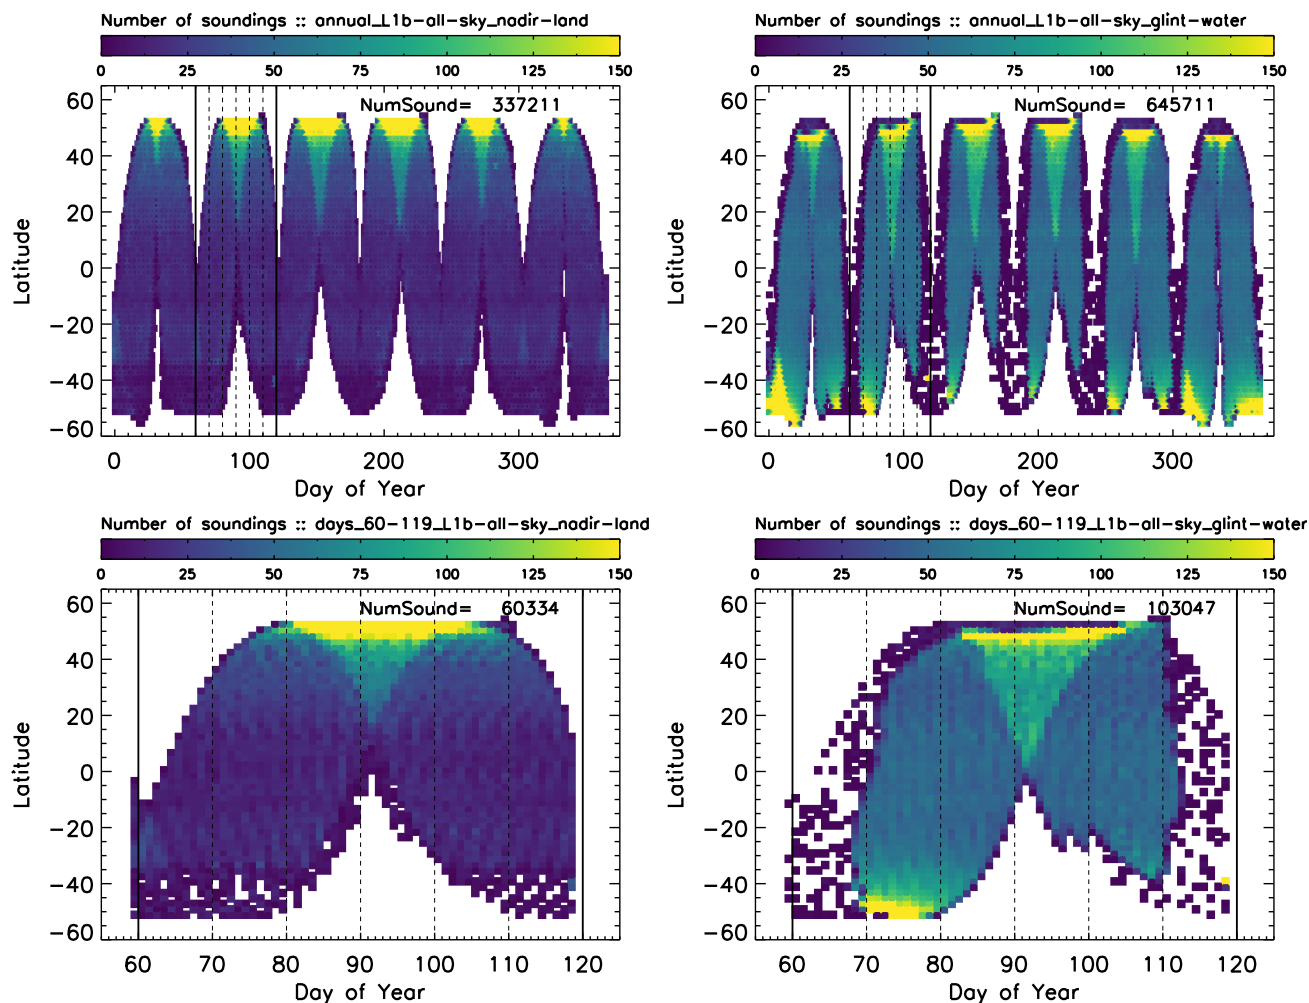 Number of soundings :: annual_L1b-all-sky_nadir-land
0 25 50 75 100 125 150
NumSound= 337211
60
40
20
0
−20
−40
−60
Latitude
0 100 200 300
Day of Year
Number of soundings :: annual_L1b-all-sky_glint-water
0 25 50 75 100 125 150
NumSound= 645711
60
40
20
0
−20
−40
−60
Latitude
0 100 200 300
Day of Year
Number of soundings :: days_60-119_L1b-all-sky_nadir-land
0 25 50 75 100 125 150
NumSound= 60334
60
40
20
0
−20
−40
−60
Latitude
60 70 80 90 100 110 120
Day of Year
Number of soundings :: days_60-119_L1b-all-sky_glint-water
0 25 50 75 100 125 150
NumSound= 103047
60
40
20
0
−20
−40
−60
Latitude
60 70 80 90 100 110 120
Day of Year